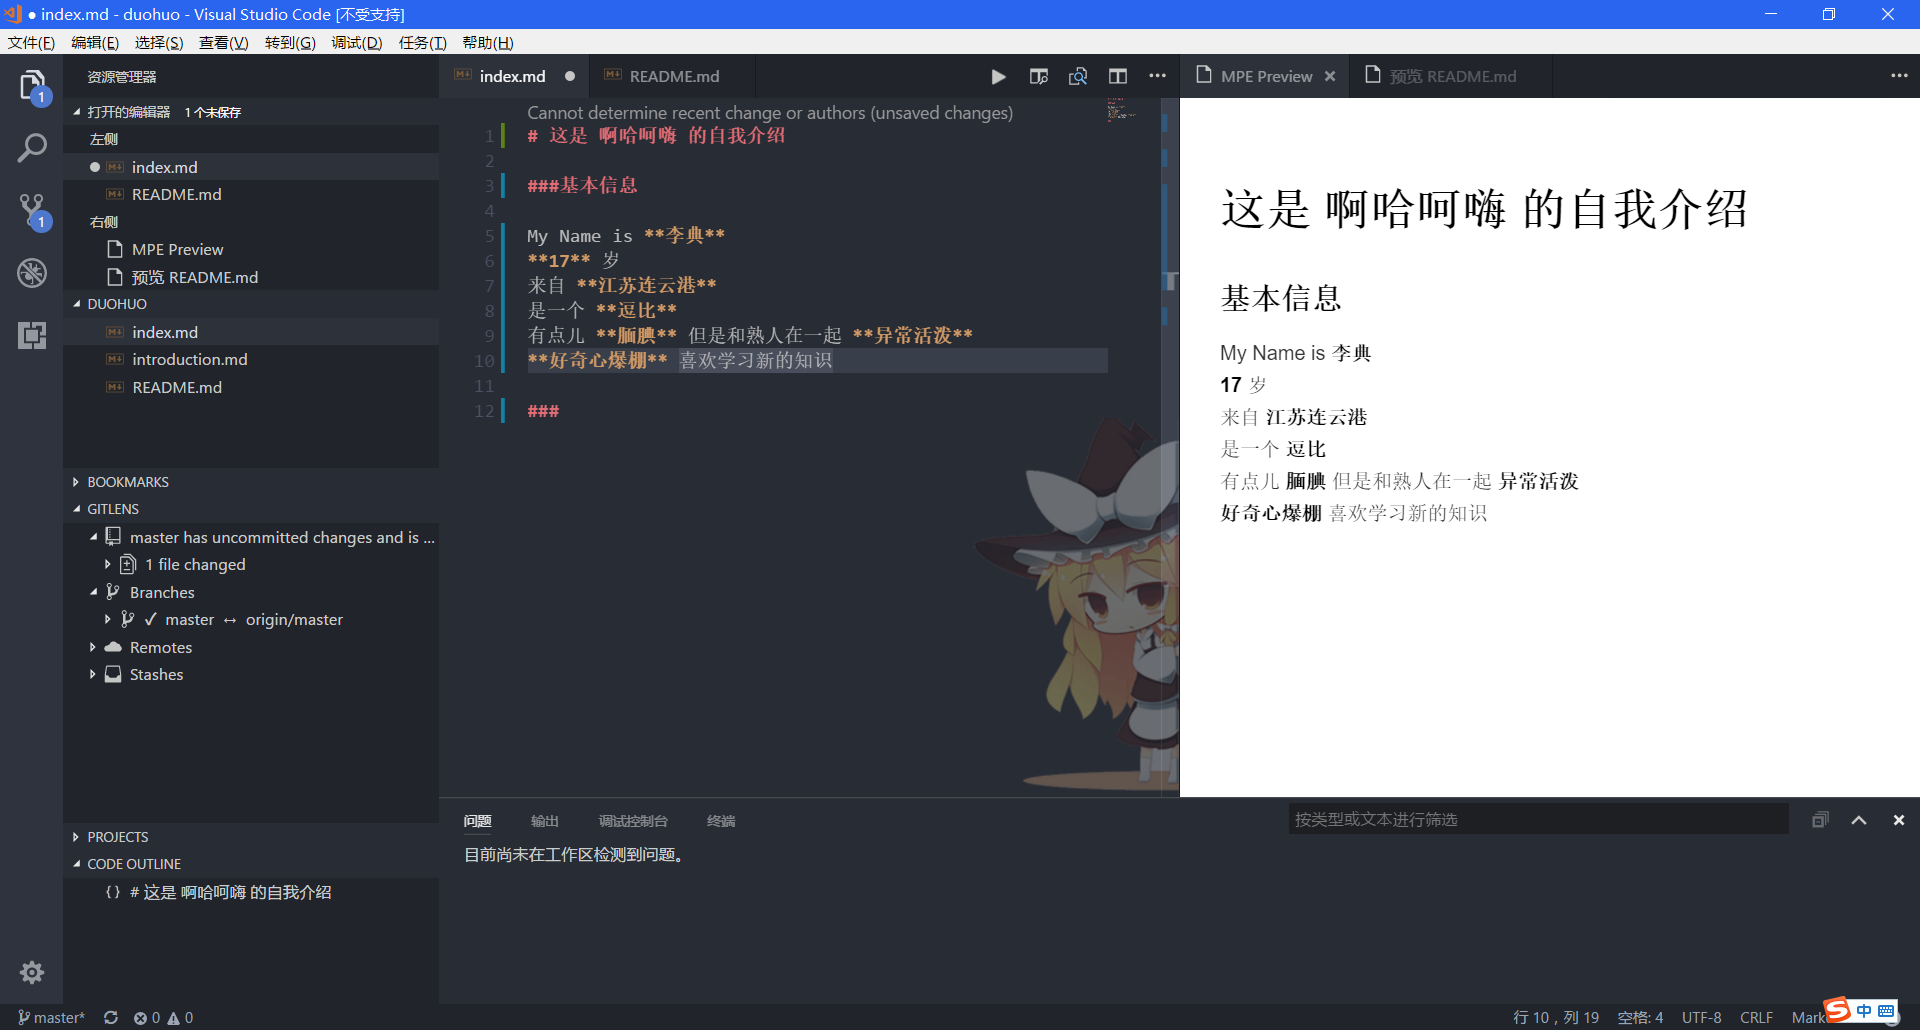 ● index.md - duohuo - Visual Studio Code [不受支持]
文件(F) 编辑(E) 选择(S) 查看(V) 转到(G) 调试(D) 任务(T) 帮助(H)
1
1
资源管理器
打开的编辑器 1 个未保存
左侧
index.md
README.md
右侧
MPE Preview
预览 README.md
DUOHUO
index.md
introduction.md
README.md
BOOKMARKS
GITLENS
master has uncommitted changes and is ...
1 file changed
Branches
✓ master ↔ origin/master
Remotes
Stashes
PROJECTS
CODE OUTLINE
{} # 这是 啊哈呵嗨 的自我介绍
index.md ● README.md
Cannot determine recent change or authors (unsaved changes)
1 # 这是 啊哈呵嗨 的自我介绍
2
3 ###基本信息
4
5 My Name is **李典**
6 **17** 岁
7 来自 **江苏连云港**
8 是一个 **逗比**
9 有点儿 **腼腆** 但是和熟人在一起 **异常活泼**
10 **好奇心爆棚** 喜欢学习新的知识
11
12 ###
MPE Preview 预览 README.md
这是 啊哈呵嗨 的自我介绍
基本信息
My Name is 李典
17 岁
来自 江苏连云港
是一个 逗比
有点儿 腼腆 但是和熟人在一起 异常活泼
好奇心爆棚 喜欢学习新的知识
问题 输出 调试控制台 终端 按类型或文本进行筛选
目前尚未在工作区检测到问题。
master* 0 0 行 10，列 19 空格: 4 UTF-8 CRLF Mark
S 中